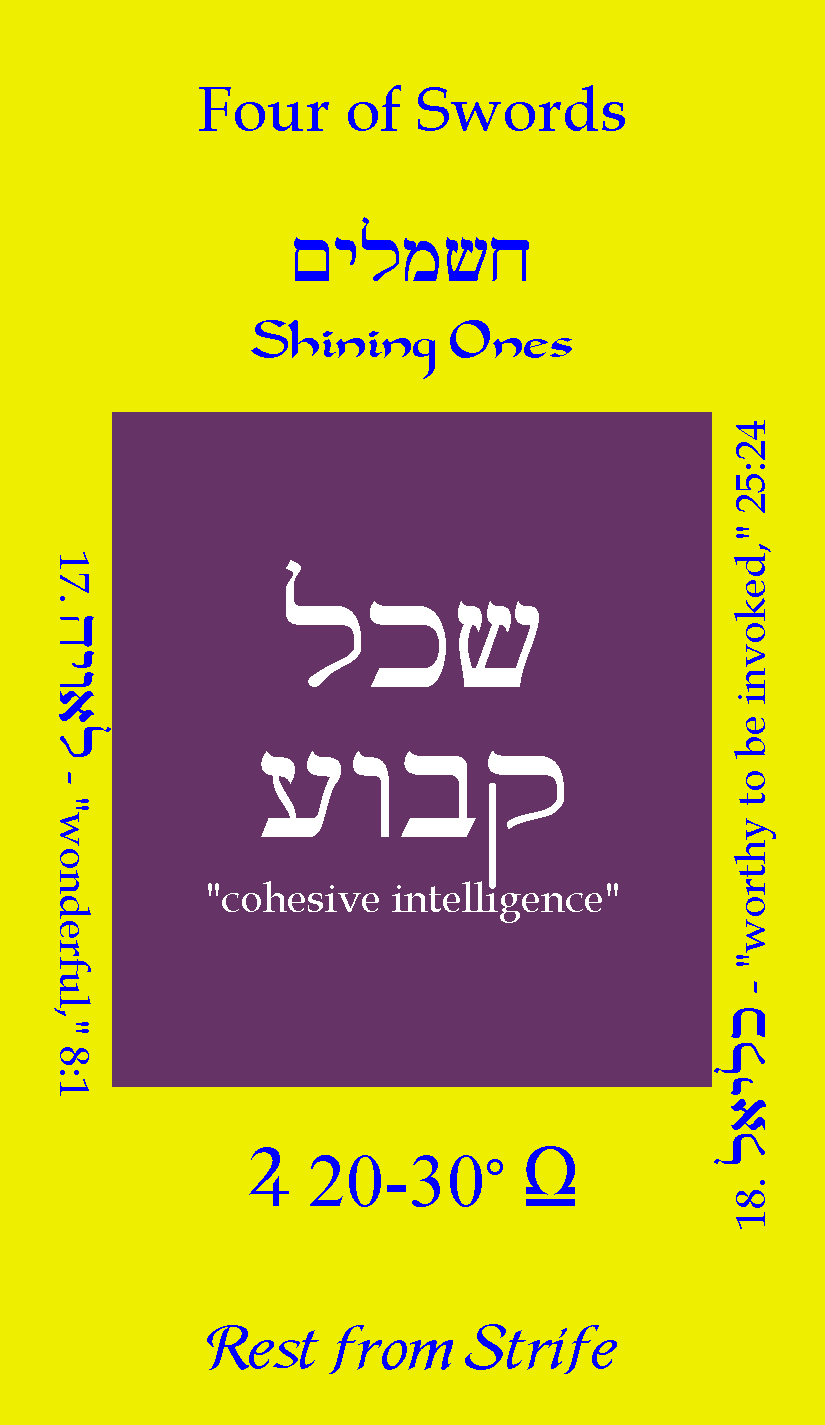 Four of Swords
חשמלים
Shining Ones
17. לאויה - "wonderful," 8:1
שכל
קבוע
"cohesive intelligence"
18. כליאל - "worthy to be invoked," 25:24
♃ 20-30° ♎
Rest from Strife